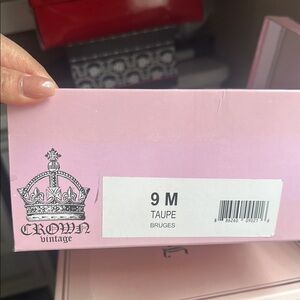 CROWN
vintage
9 M
TAUPE
BRUGES